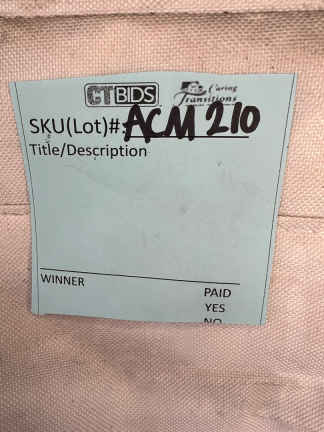 CTBIDS Caring
Transitions
SKU(Lot)#: ACM 210
Title/Description
WINNER
PAID
YES
NO